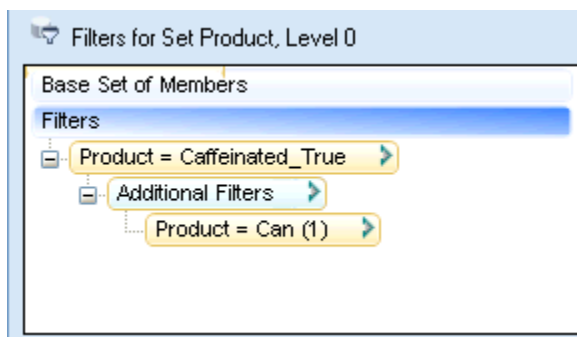 Filters for Set Product, Level 0
Base Set of Members
Filters
Product = Caffeinated_True
Additional Filters
Product = Can (1)